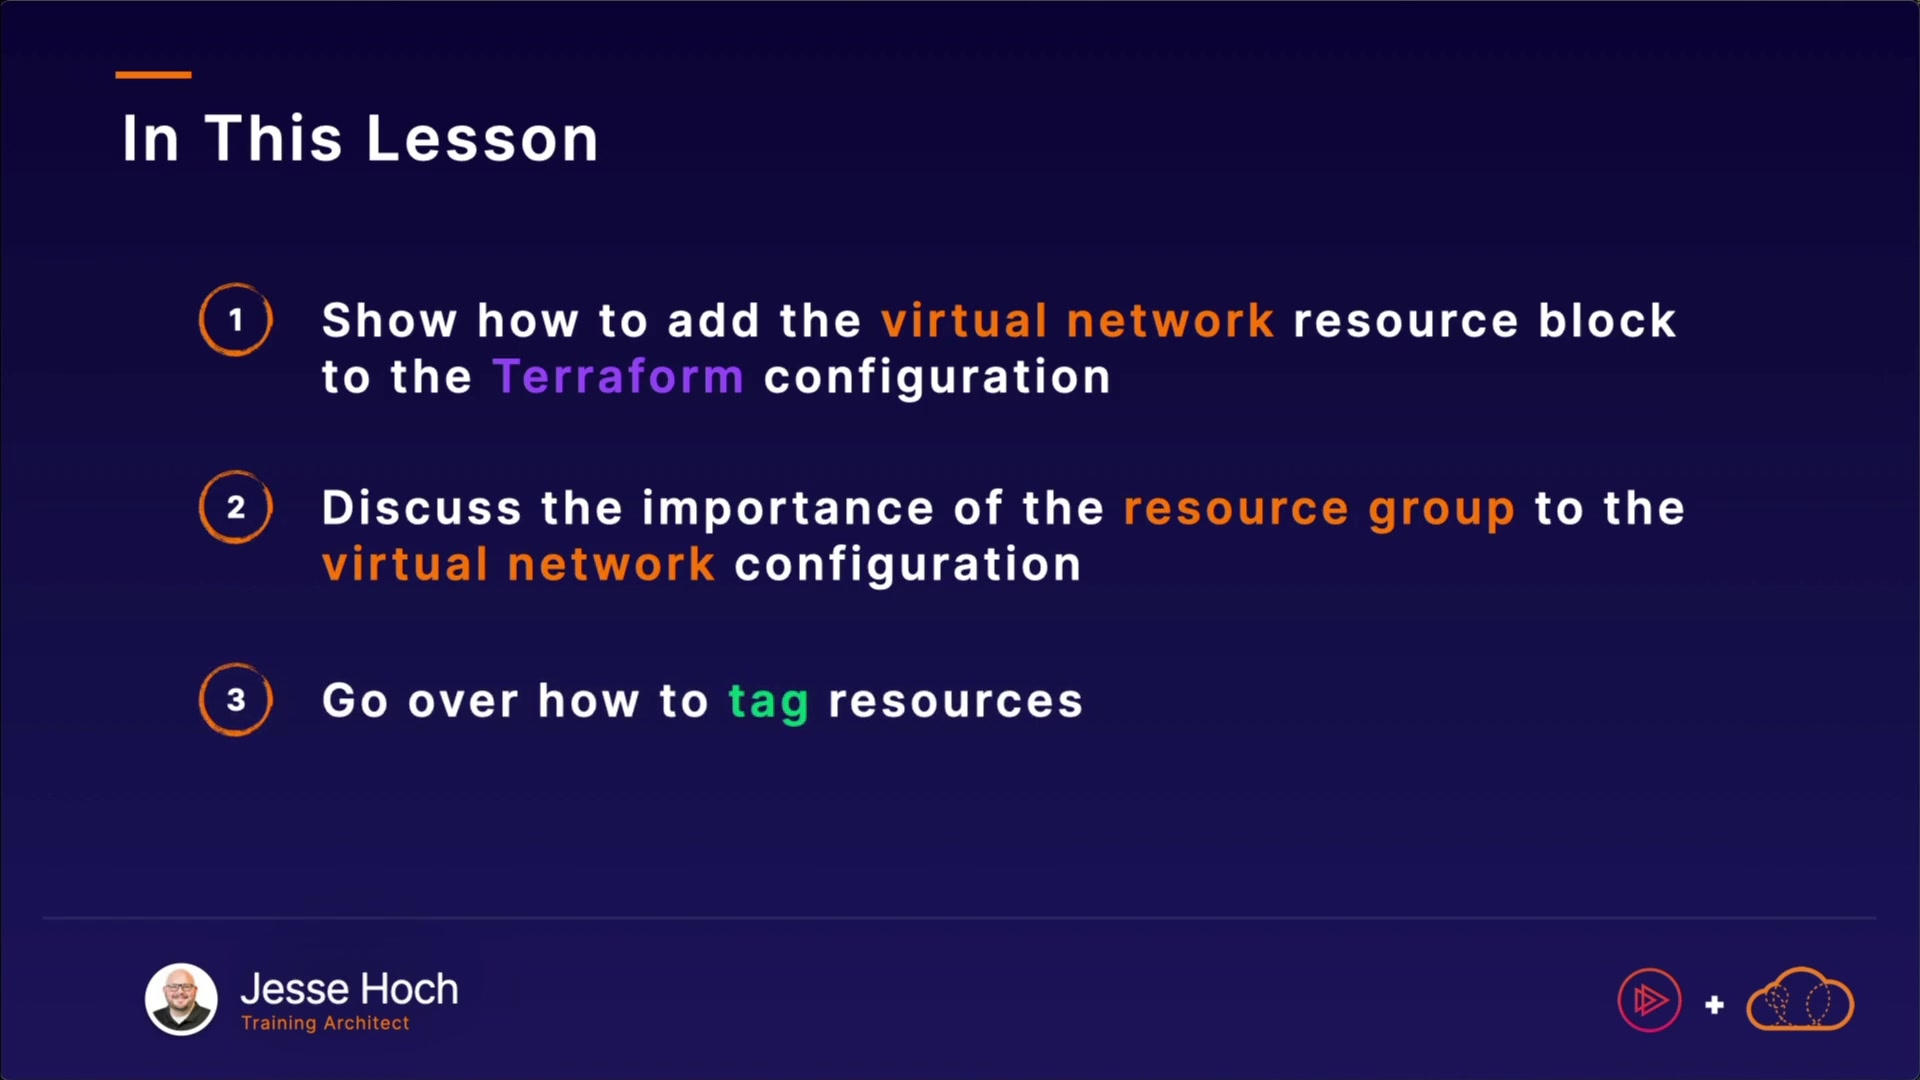 In This Lesson
1
Show how to add the virtual network resource block
to the Terraform configuration
2
Discuss the importance of the resource group to the
virtual network configuration
3
Go over how to tag resources
Jesse Hoch
Training Architect
+